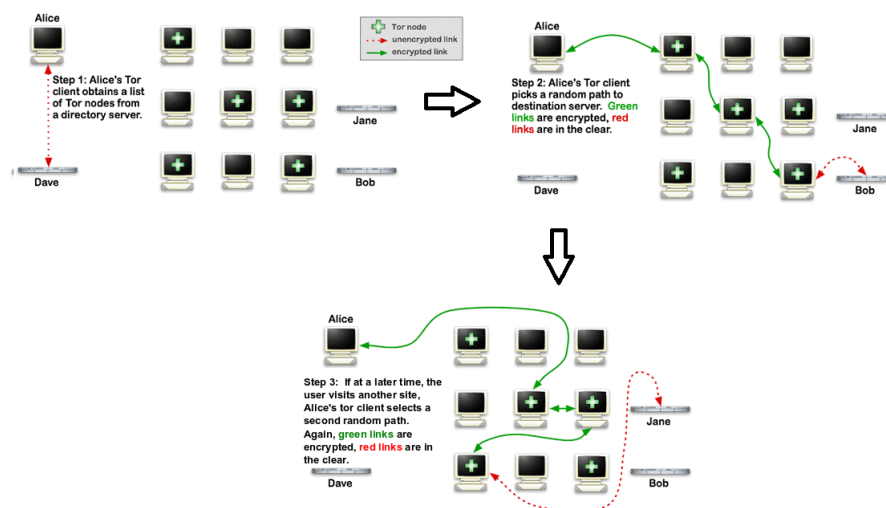 Alice
Step 1: Alice's Tor
client obtains a list
of Tor nodes from
a directory server.
Dave
Jane
Bob
Tor node
unencrypted link
encrypted link
Alice
Step 2: Alice's Tor client
picks a random path to
destination server. Green
links are encrypted, red
links are in the clear.
Dave
Jane
Bob
Alice
Step 3: If at a later time, the
user visits another site,
Alice's tor client selects a
second random path.
Again, green links are
encrypted, red links are in
the clear.
Dave
Jane
Bob